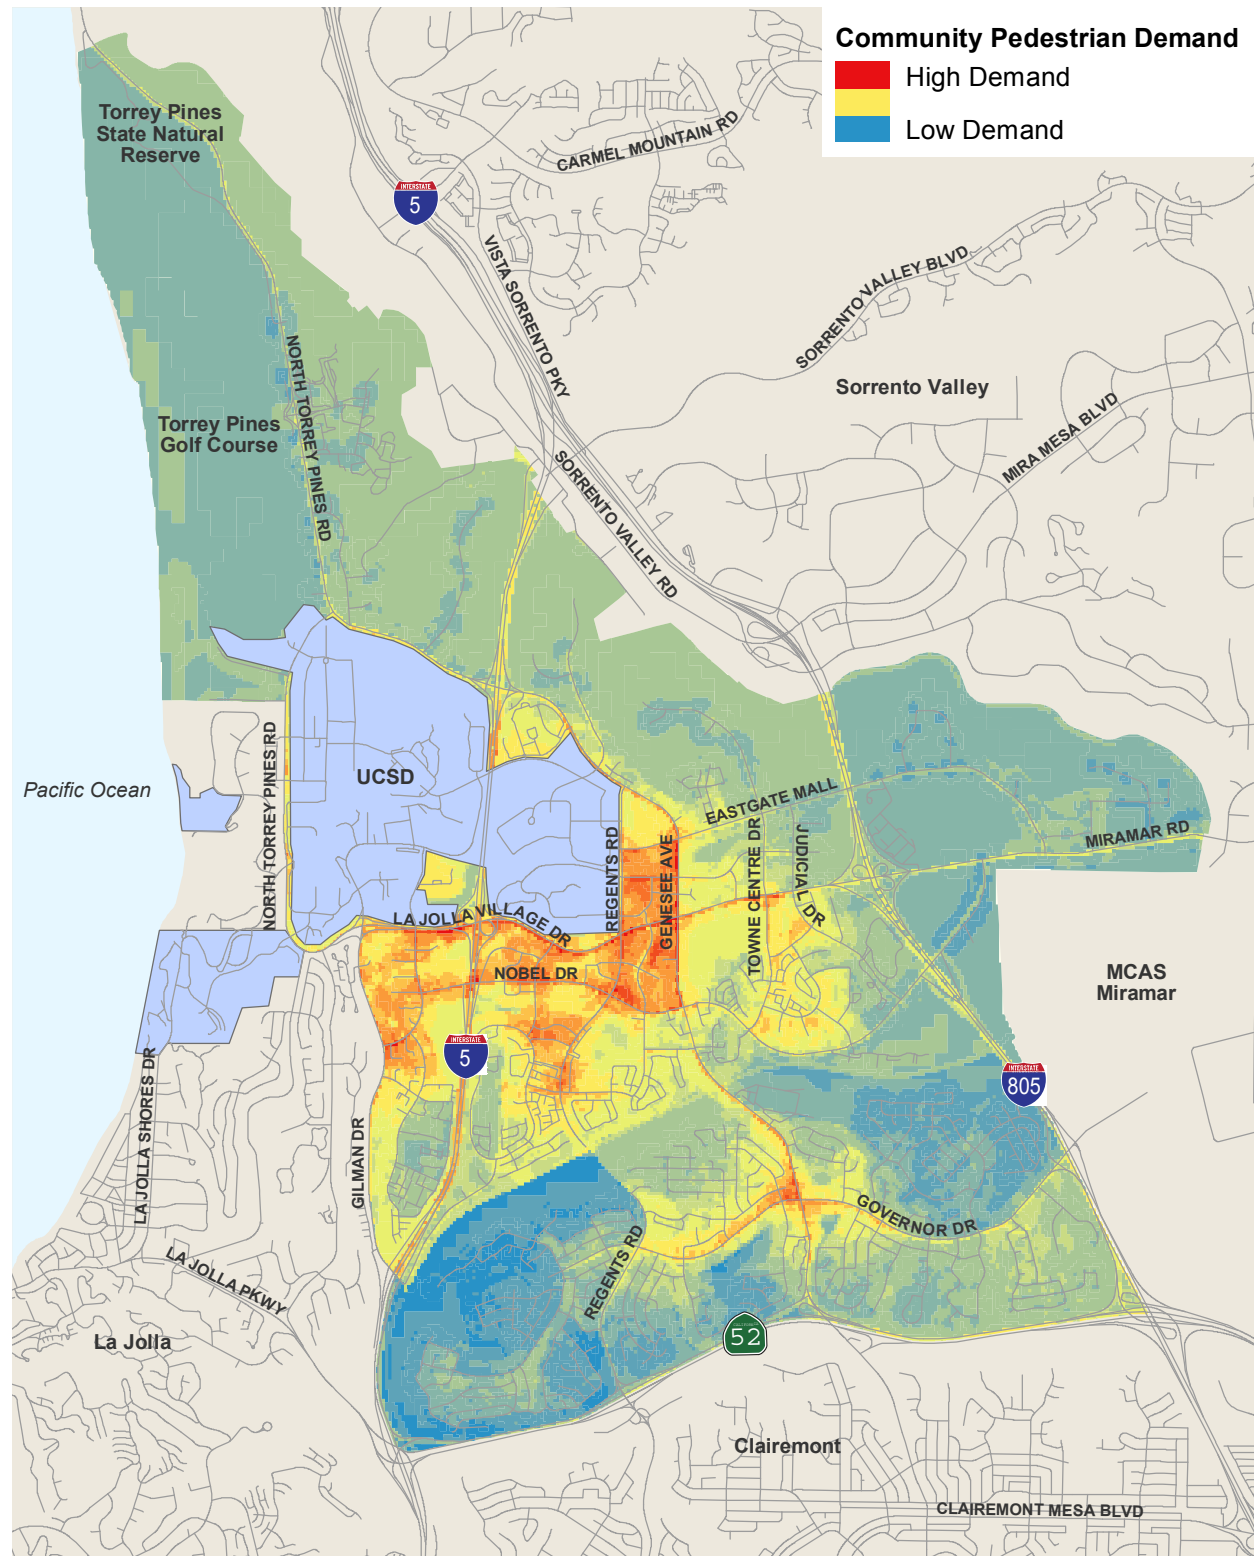 Community Pedestrian Demand
High Demand
Low Demand
Torrey Pines
State Natural
Reserve
CARMEL MOUNTAIN RD
INTERSTATE
5
VISTA SORRENTO PKY
SORRENTO VALLEY BLVD
Sorrento Valley
NORTH TORREY PINES RD
Torrey Pines
Golf Course
MIRA MESA BLVD
SORRENTO VALLEY RD
UCSD
Pacific Ocean
NORTH TORREY PINES RD
EASTGATE MALL
MIRAMAR RD
REGENTS RD
GENESEE AVE
TOWNE CENTRE DR
JUDICIAL DR
LA JOLLA VILLAGE DR
NOBEL DR
MCAS
Miramar
INTERSTATE
5
INTERSTATE
805
LA JOLLA SHORES DR
GILMAN DR
GOVERNOR DR
REGENTS RD
LA JOLLA PKWY
La Jolla
52
Clairemont
CLAIREMONT MESA BLVD